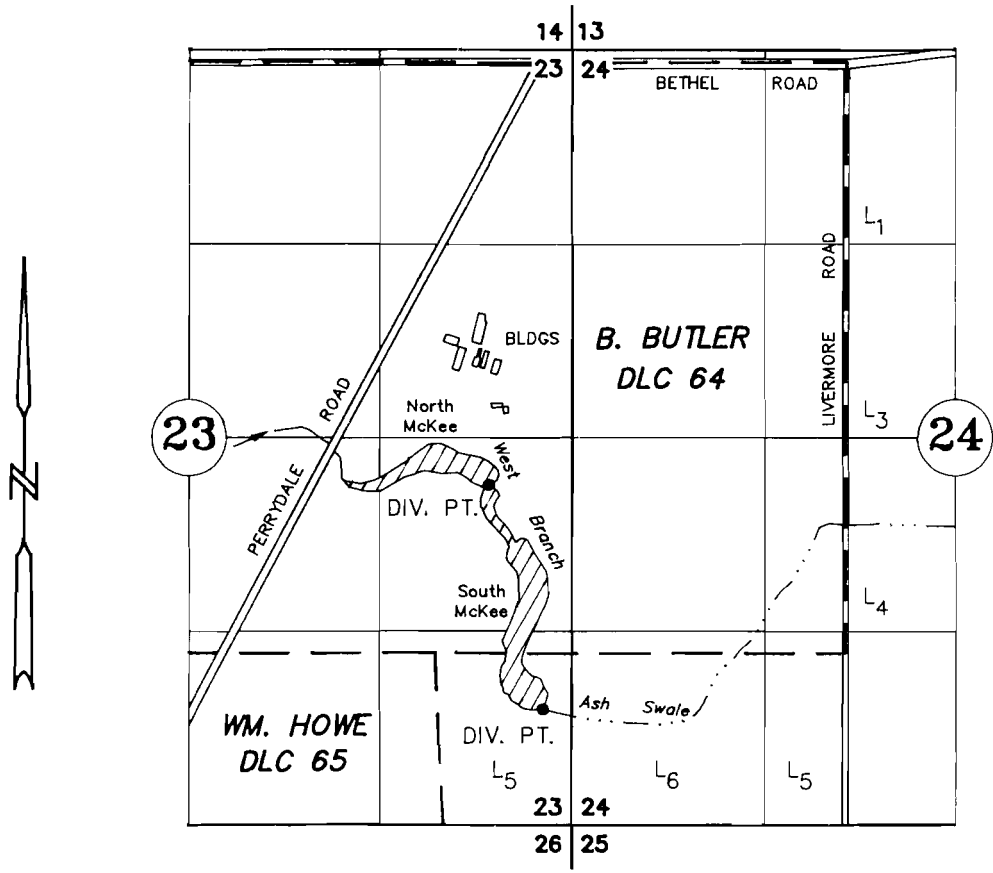 14 13
23 24
BETHEL ROAD
L1
LIVERMORE ROAD
BLDGS
B. BUTLER
DLC 64
North
McKee
PERRYDALE ROAD
L3
23
24
West Branch
DIV. PT.
South
McKee
L4
Ash Swale
WM. HOWE
DLC 65
DIV. PT.
L5
L6
L5
23 24
26 25
N